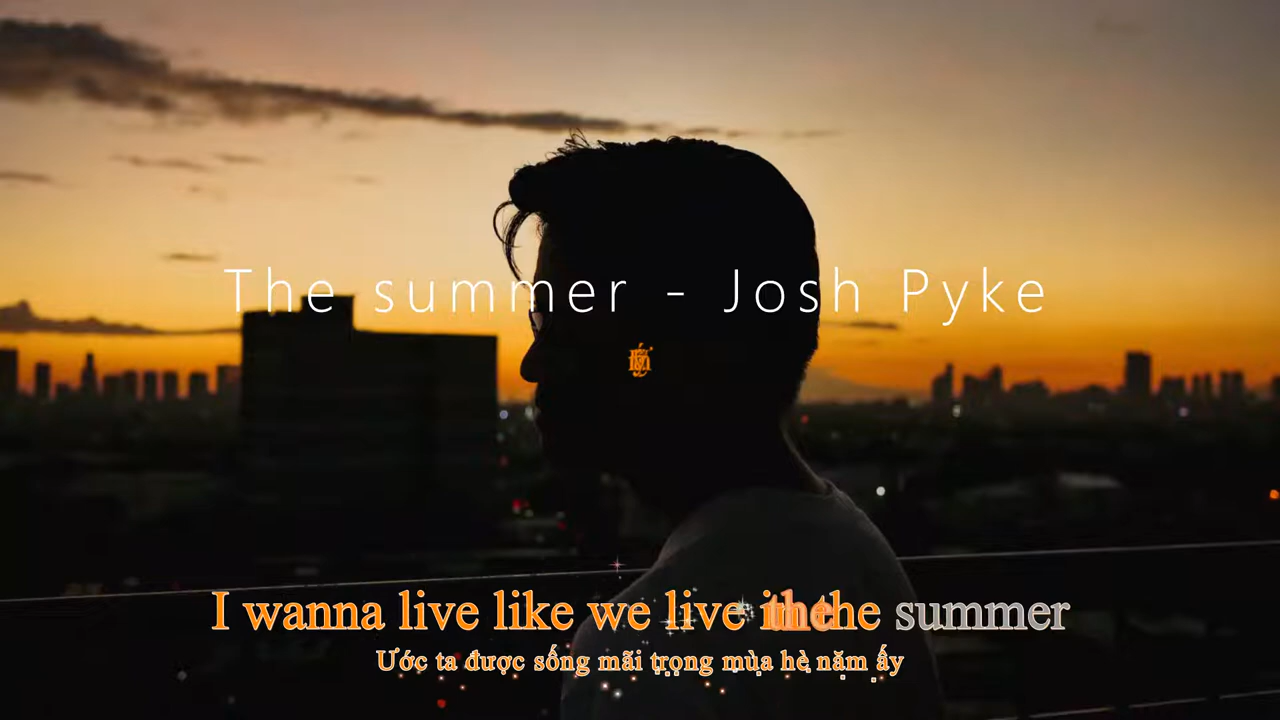 The summer - Josh Pyke
I wanna live like we live in the summer
Ước ta được sống mãi trọng mùa hè năm ấy